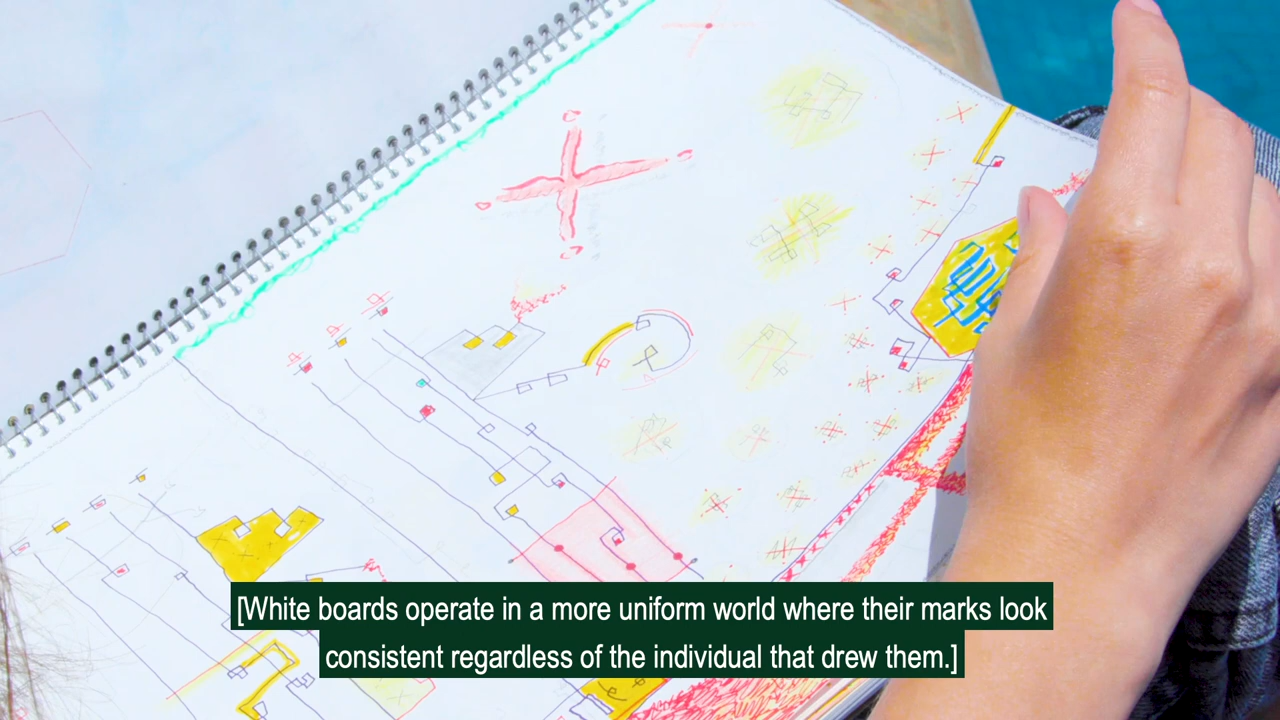 [White boards operate in a more uniform world where their marks look
consistent regardless of the individual that drew them.]